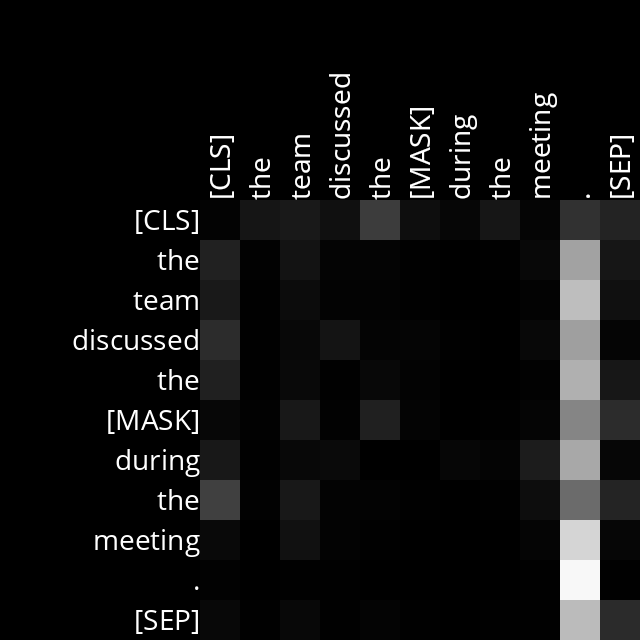 [CLS] the team discussed the [MASK] during the meeting . [SEP]
[CLS]
the
team
discussed
the
[MASK]
during
the
meeting
.
[SEP]